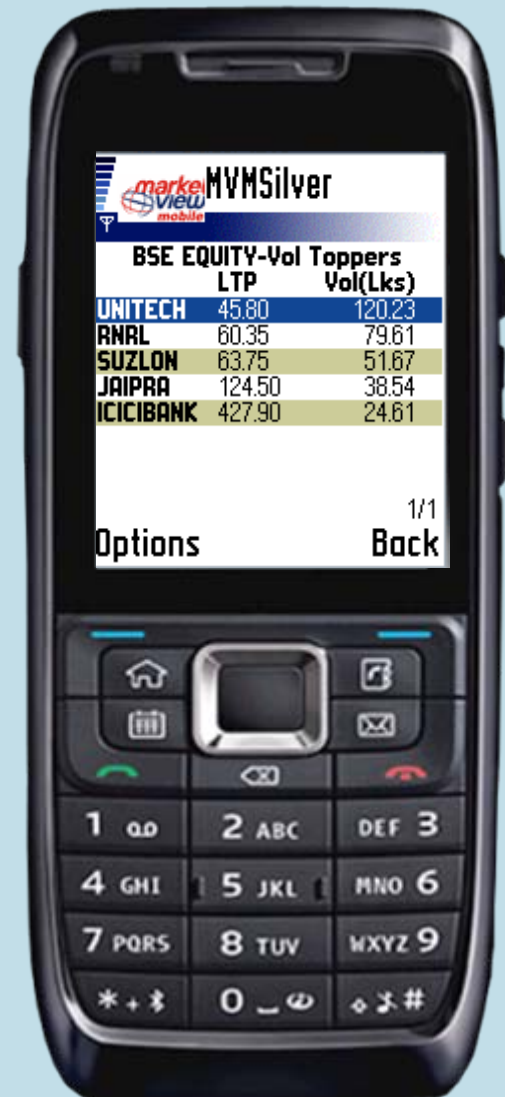 market
VIEW
mobile
MVMSilver
BSE EQUITY-Vol Toppers
LTP Vol(Lks)
UNITECH 45.80 120.23
RNRL 60.35 79.61
SUZLON 63.75 51.67
JAIPRA 124.50 38.54
ICICIBANK 427.90 24.61
1/1
Options Back
1 2 ABC DEF 3
4 GHI 5 JKL MNO 6
7 PQRS 8 TUV WXYZ 9
* + 0 #